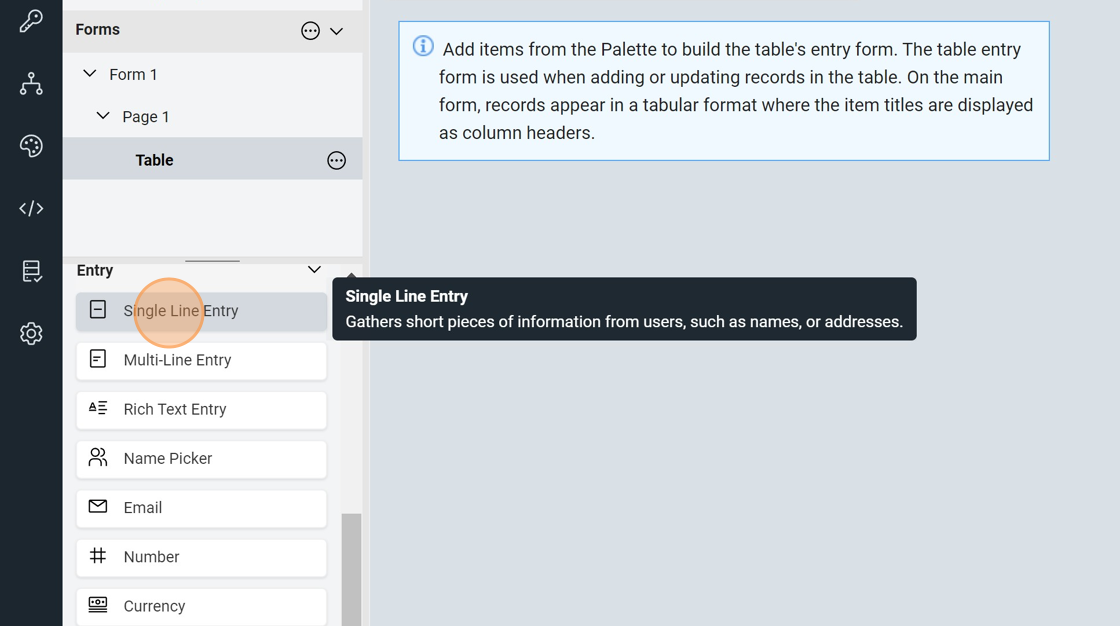 Forms
Form 1
Page 1
Table
Entry
Single Line Entry
Multi-Line Entry
Rich Text Entry
Name Picker
Email
Number
Currency
Add items from the Palette to build the table's entry form. The table entry
form is used when adding or updating records in the table. On the main
form, records appear in a tabular format where the item titles are displayed
as column headers.
Single Line Entry
Gathers short pieces of information from users, such as names, or addresses.